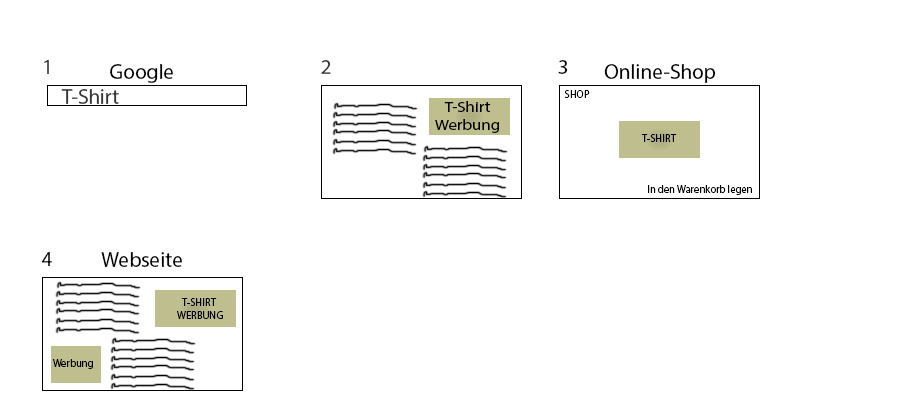 1
Google
T-Shirt
2
T-Shirt
Werbung
3
Online-Shop
SHOP
T-SHIRT
In den Warenkorb legen
4
Webseite
T-SHIRT
WERBUNG
Werbung